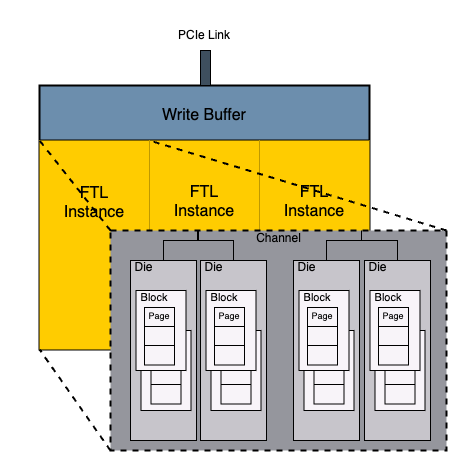 PCIe Link
Write Buffer
FTL
Instance
FTL
Instance
FTL
Instance
Channel
Die
Die
Die
Die
Block
Block
Block
Block
Page
Page
Page
Page